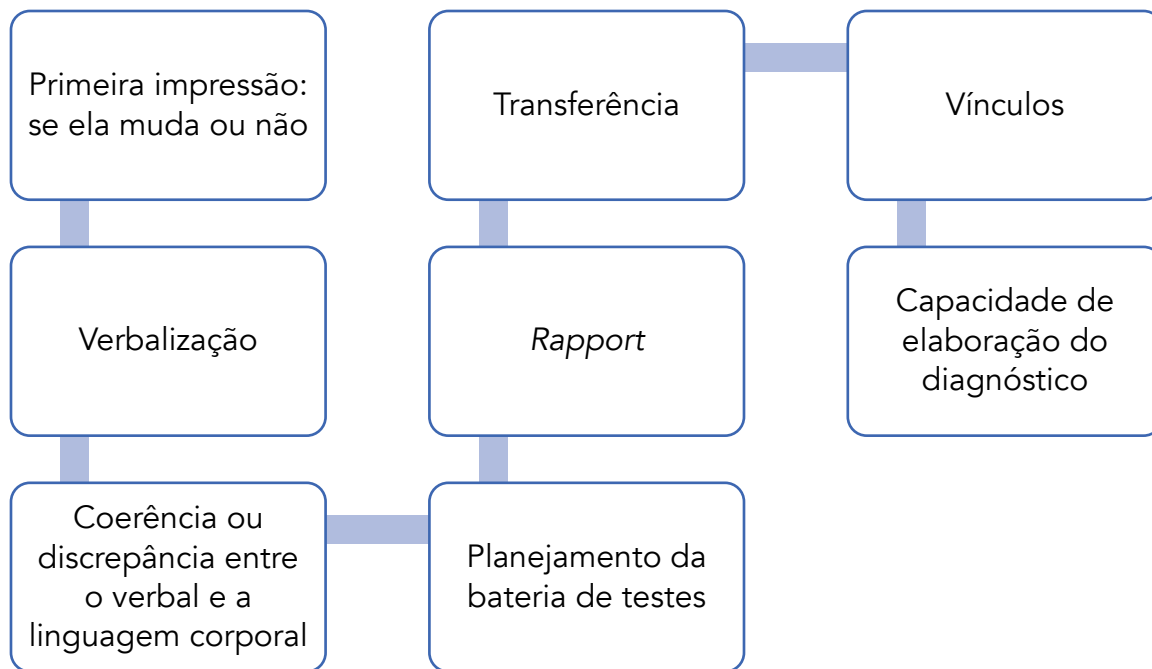 Primeira impressão:
se ela muda ou não
Verbalização
Coerência ou
discrepância entre
o verbal e a
linguagem corporal
Planejamento da
bateria de testes
Rapport
Transferência
Vínculos
Capacidade de
elaboração do
diagnóstico